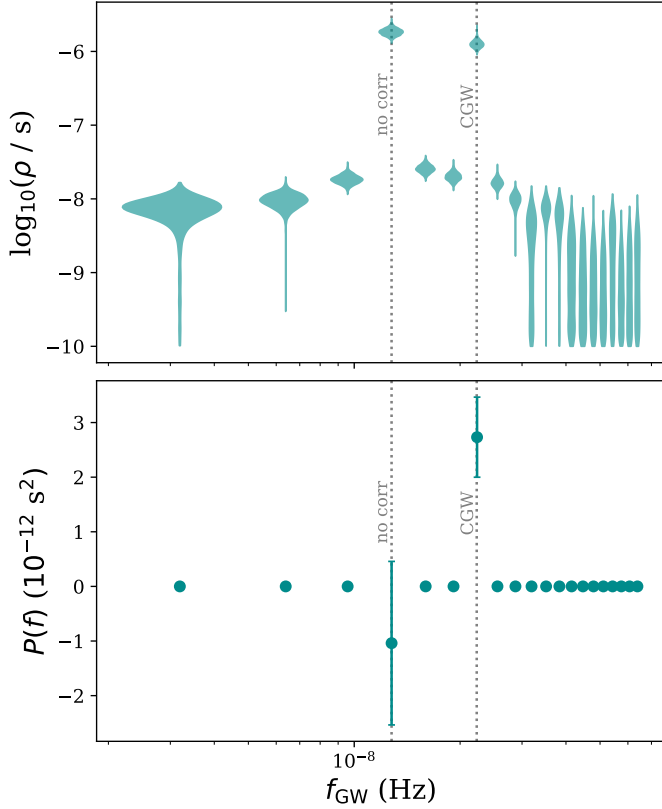 log₁₀(ρ / s)
−6
−7
−8
−9
−10
no corr
CGW
P(f) (10⁻¹² s²)
3
2
1
0
−1
−2
no corr
CGW
10⁻⁸
f_GW (Hz)